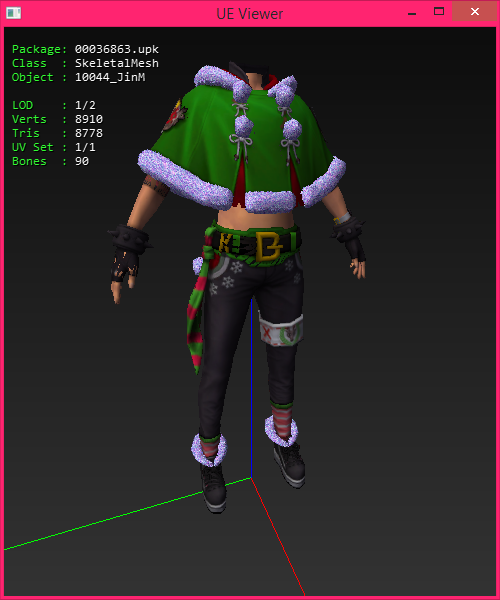 UE Viewer
Package: 00036863.upk
Class : SkeletalMesh
Object : 10044_JinM
LOD : 1/2
Verts : 8910
Tris : 8778
UV Set : 1/1
Bones : 90